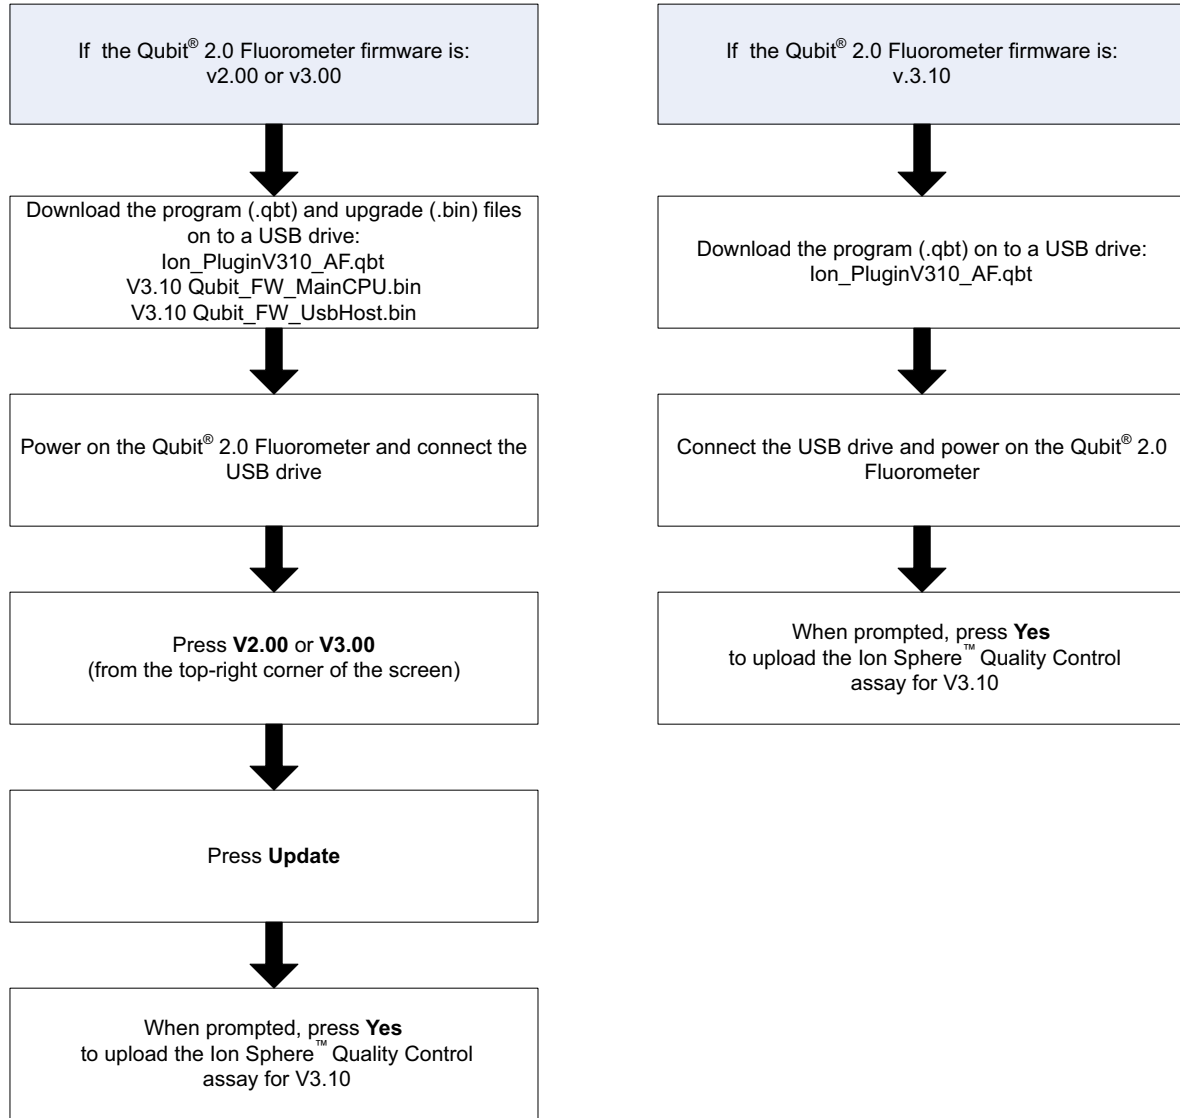 If the Qubit® 2.0 Fluorometer firmware is:
v2.00 or v3.00
Download the program (.qbt) and upgrade (.bin) files
on to a USB drive:
Ion_PluginV310_AF.qbt
V3.10 Qubit_FW_MainCPU.bin
V3.10 Qubit_FW_UsbHost.bin
Power on the Qubit® 2.0 Fluorometer and connect the
USB drive
Press V2.00 or V3.00
(from the top-right corner of the screen)
Press Update
When prompted, press Yes
to upload the Ion Sphere™ Quality Control
assay for V3.10
If the Qubit® 2.0 Fluorometer firmware is:
v.3.10
Download the program (.qbt) on to a USB drive:
Ion_PluginV310_AF.qbt
Connect the USB drive and power on the Qubit® 2.0
Fluorometer
When prompted, press Yes
to upload the Ion Sphere™ Quality Control
assay for V3.10